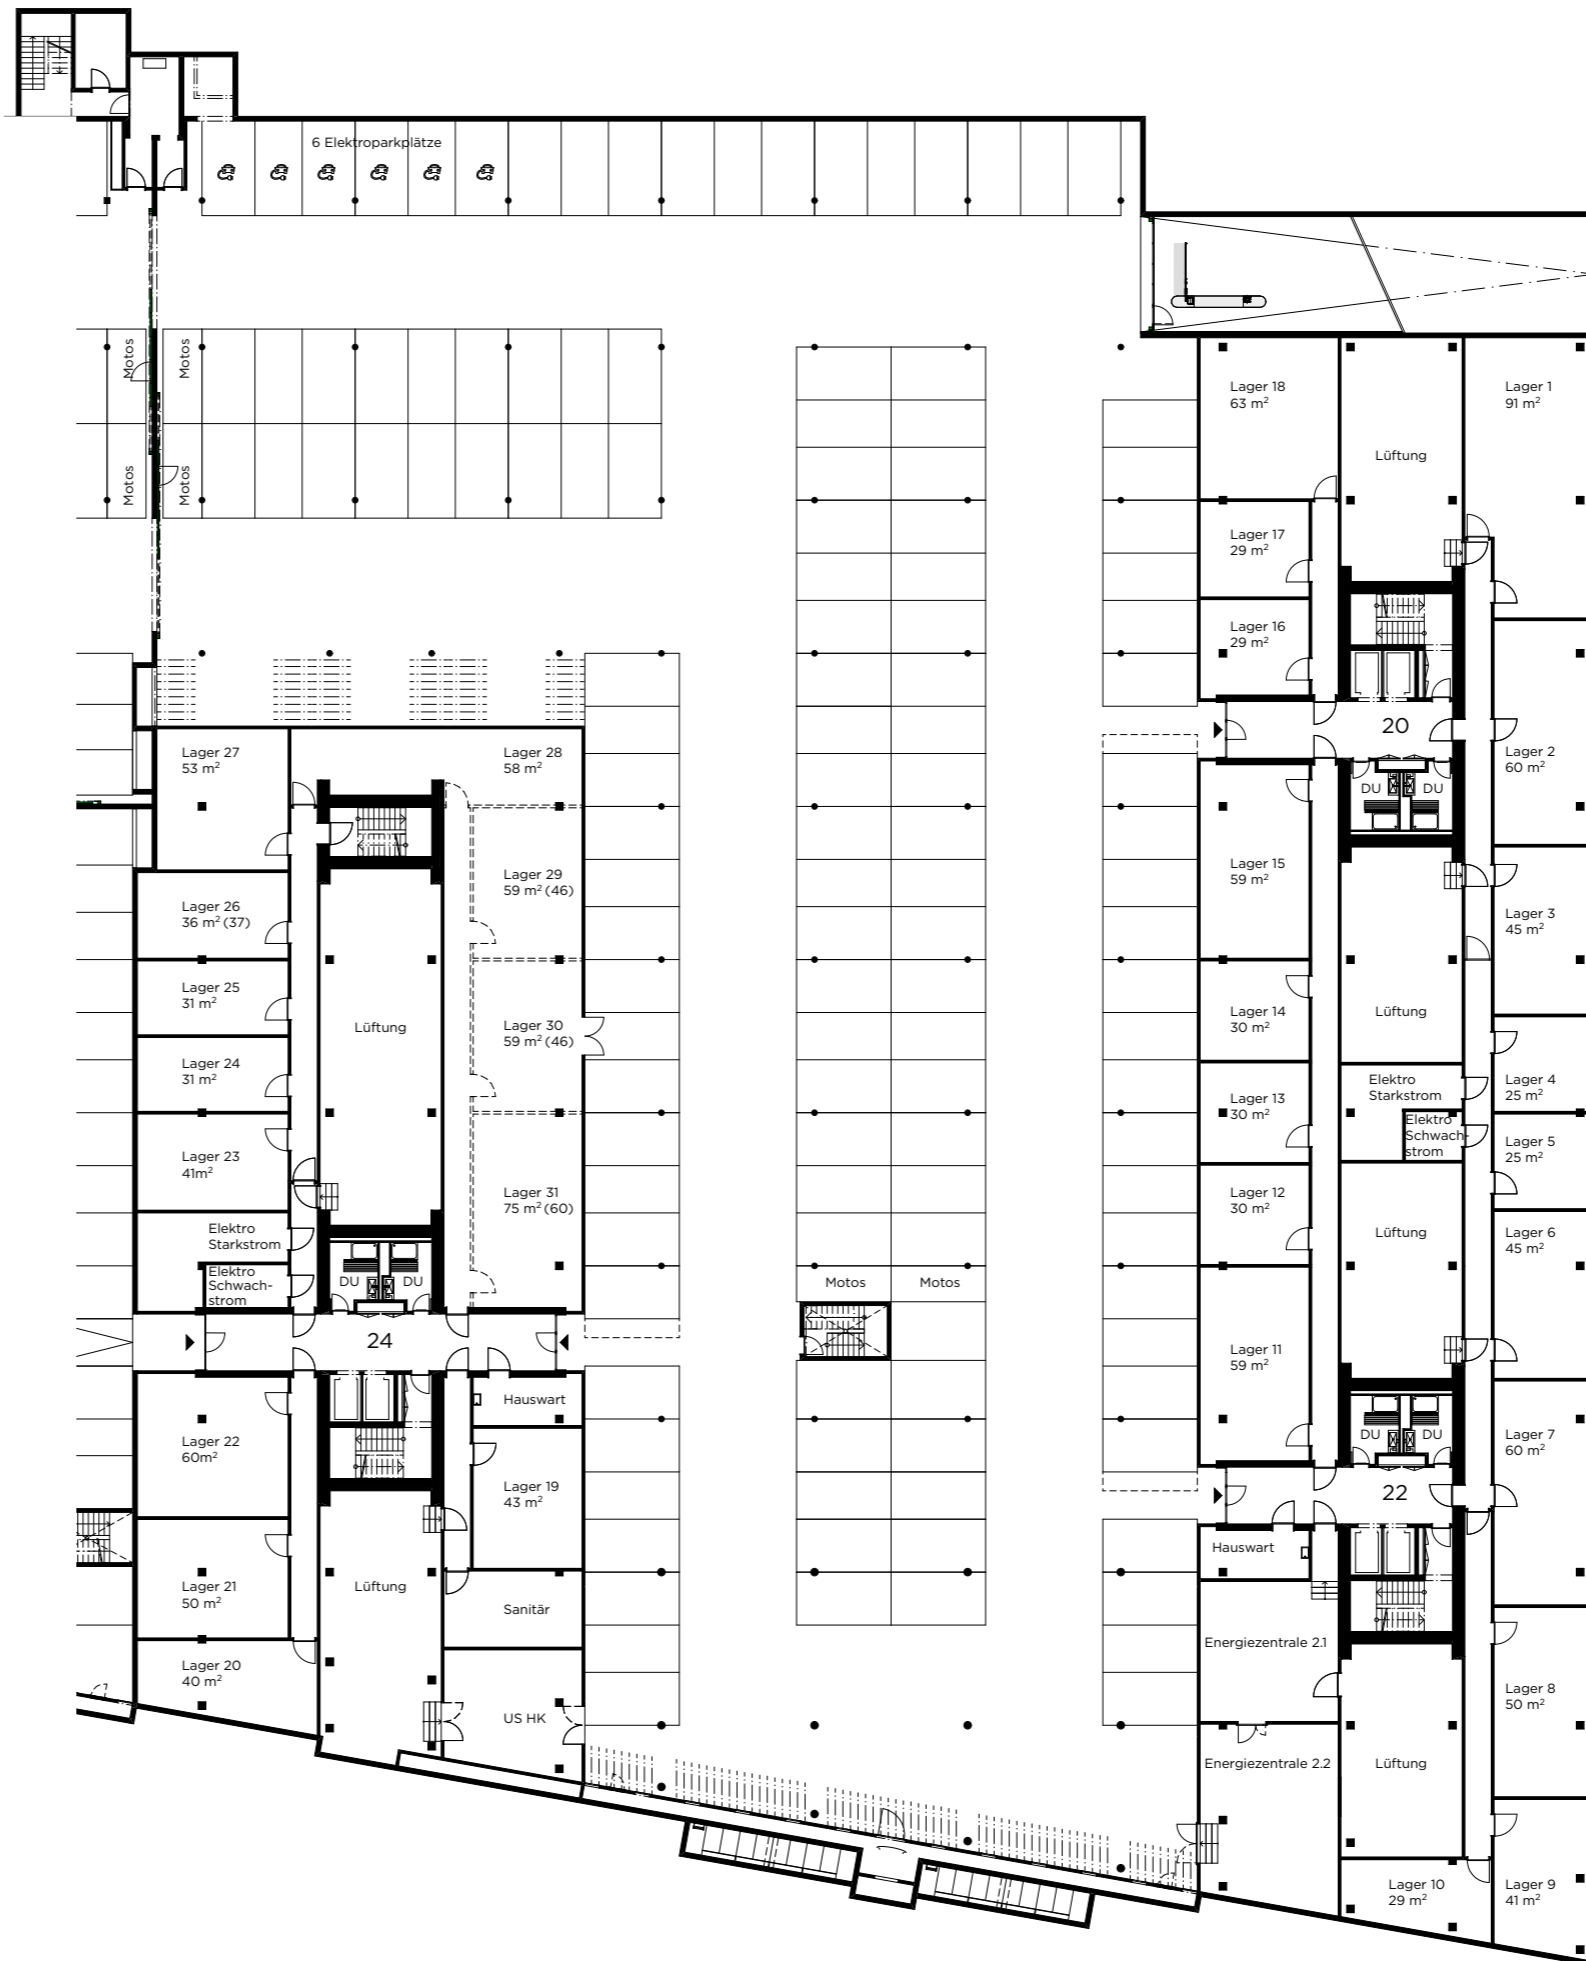 6 Elektroparkplätze
Motos
Motos
Motos
Motos
Lager 18
63 m²
Lüftung
Lager 1
91 m²
Lager 17
29 m²
Lager 16
29 m²
20
Lager 2
60 m²
DU
DU
Lager 27
53 m²
Lager 28
58 m²
Lager 29
59 m² (46)
Lager 15
59 m²
Lager 26
36 m² (37)
Lager 3
45 m²
Lager 25
31 m²
Lüftung
Lager 30
59 m² (46)
Lager 14
30 m²
Lüftung
Lager 24
31 m²
Lager 13
30 m²
Elektro
Starkstrom
Lager 4
25 m²
Elektro
Schwach-
strom
Lager 5
25 m²
Lager 23
41m²
Lager 31
75 m² (60)
Lager 12
30 m²
Lüftung
Lager 6
45 m²
Elektro
Starkstrom
Elektro
Schwach-
strom
DU
DU
Motos
Motos
24
Lager 11
59 m²
Hauswart
Lager 22
60m²
DU
DU
Lager 7
60 m²
Lager 19
43 m²
22
Hauswart
Lager 21
50 m²
Lüftung
Sanitär
Energiezentrale 2.1
Lager 20
40 m²
US HK
Lager 8
50 m²
Energiezentrale 2.2
Lüftung
Lager 10
29 m²
Lager 9
41 m²